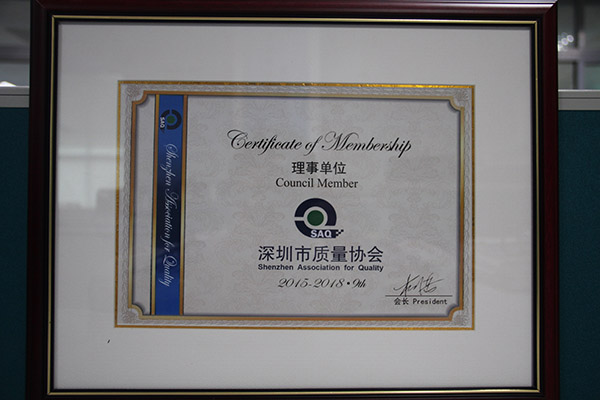 Certificate of Membership
理事单位
Council Member
SAQ
深圳市质量协会
Shenzhen Association for Quality
2015-2018·9th
会长 President
SAQ
Shenzhen Association for Quality